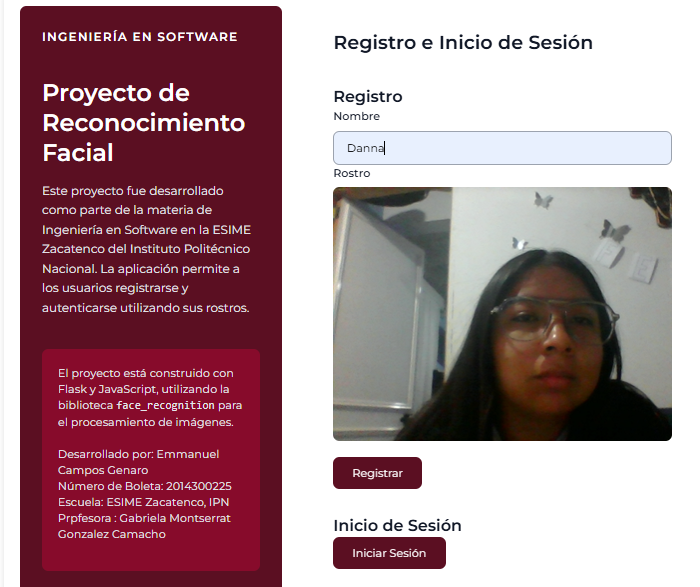 INGENIERÍA EN SOFTWARE
Proyecto de
Reconocimiento
Facial
Este proyecto fue desarrollado
como parte de la materia de
Ingeniería en Software en la ESIME
Zacatenco del Instituto Politécnico
Nacional. La aplicación permite a
los usuarios registrarse y
autenticarse utilizando sus rostros.
El proyecto está construido con
Flask y JavaScript, utilizando la
biblioteca face_recognition para
el procesamiento de imágenes.
Desarrollado por: Emmanuel
Campos Genaro
Número de Boleta: 2014300225
Escuela: ESIME Zacatenco, IPN
Prpfesora : Gabriela Montserrat
Gonzalez Camacho
Registro e Inicio de Sesión
Registro
Nombre
Danna
Rostro
Registrar
Inicio de Sesión
Iniciar Sesión